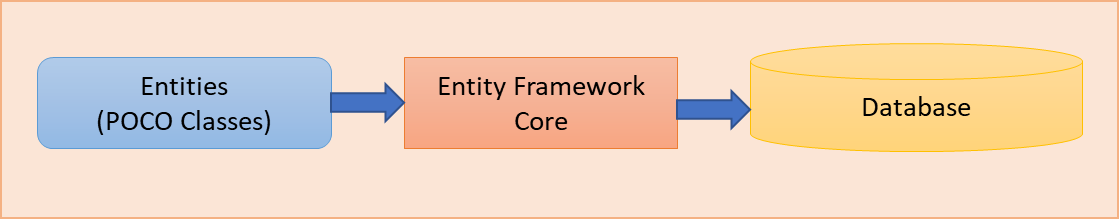 Entities
(POCO Classes)
Entity Framework
Core
Database